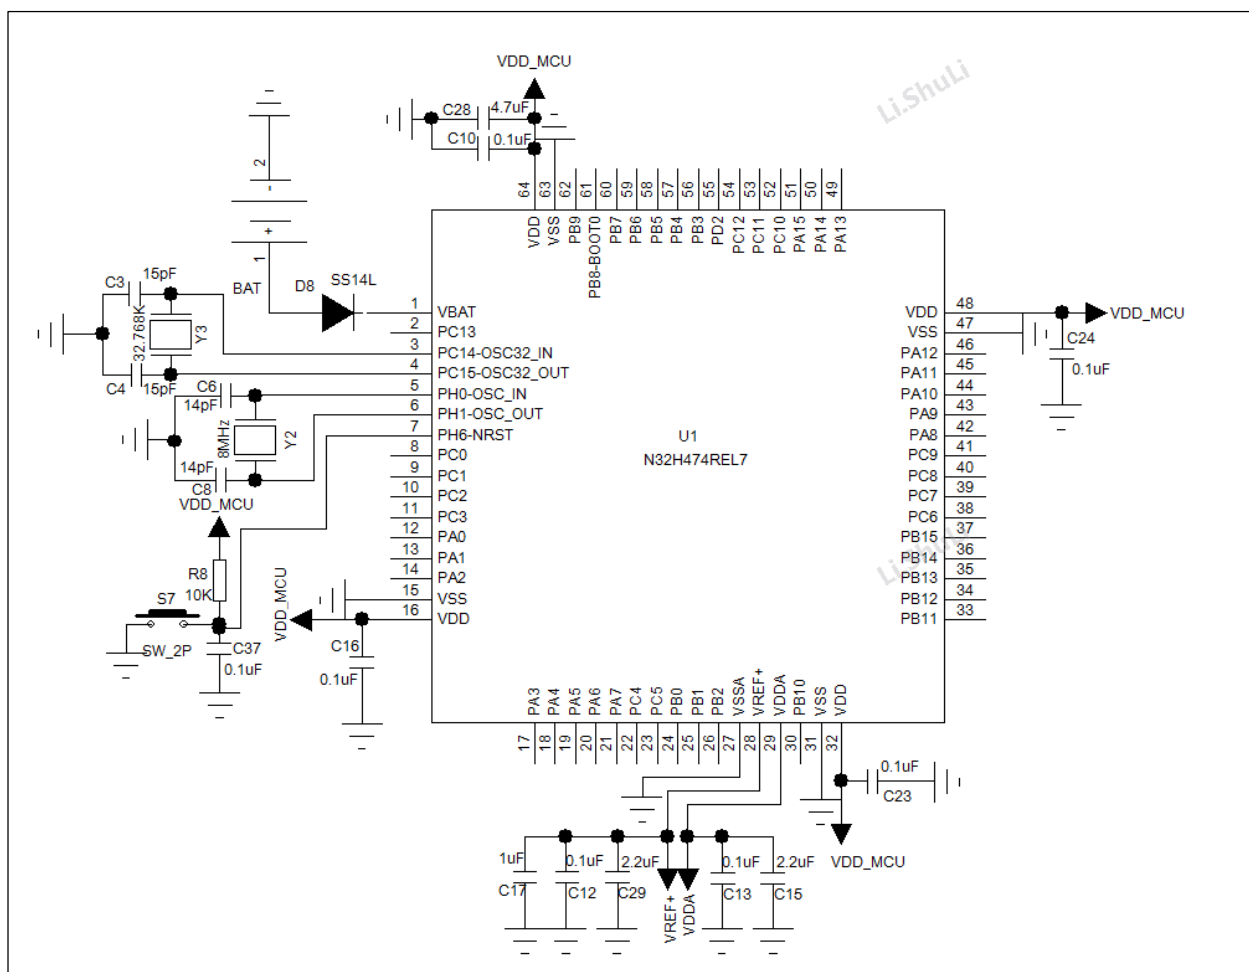 VDD_MCU
Li.ShuLi
C28
4.7uF
C10
0.1uF
2
-
+
1
BAT
D8
SS14L
64
63
62
61
60
59
58
57
56
55
54
53
52
51
50
49
VDD
VSS
PB9
PB8-BOOT0
PB7
PB6
PB5
PB4
PB3
PD2
PC12
PC11
PC10
PA15
PA14
PA13
C3
15pF
32.768K
Y3
C4
15pF
C6
14pF
8MHz
Y2
14pF
C8
VDD_MCU
R8
10K
S7
SW_2P
C37
0.1uF
VDD_MCU
C16
0.1uF
1 VBAT
2 PC13
3 PC14-OSC32_IN
4 PC15-OSC32_OUT
5 PH0-OSC_IN
6 PH1-OSC_OUT
7 PH6-NRST
8 PC0
9 PC1
10 PC2
11 PC3
12 PA0
13 PA1
14 PA2
15 VSS
16 VDD
U1
N32H474REL7
VDD 48
VSS 47
PA12 46
PA11 45
PA10 44
PA9 43
PA8 42
PC9 41
PC8 40
PC7 39
PC6 38
PB15 37
PB14 36
PB13 35
PB12 34
PB11 33
Li.ShuLi
VDD_MCU
C24
0.1uF
PA3
PA4
PA5
PA6
PA7
PC4
PC5
PB0
PB1
PB2
VSSA
VREF+
VDDA
PB10
VSS
VDD
17
18
19
20
21
22
23
24
25
26
27
28
29
30
31
32
0.1uF
C23
VDD_MCU
1uF
C17
0.1uF
C12
2.2uF
C29
VREF+
VDDA
0.1uF
C13
2.2uF
C15